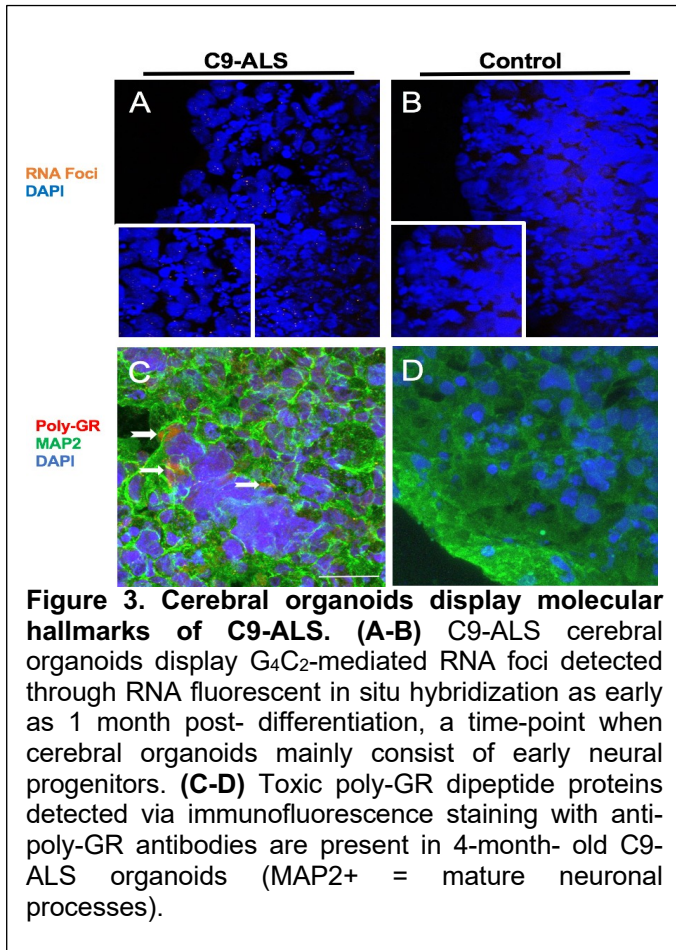 C9-ALS Control
A B
RNA Foci
DAPI
C D
Poly-GR
MAP2
DAPI
Figure 3. Cerebral organoids display molecular
hallmarks of C9-ALS. (A-B) C9-ALS cerebral
organoids display G₄C₂-mediated RNA foci detected
through RNA fluorescent in situ hybridization as early
as 1 month post- differentiation, a time-point when
cerebral organoids mainly consist of early neural
progenitors. (C-D) Toxic poly-GR dipeptide proteins
detected via immunofluorescence staining with anti-
poly-GR antibodies are present in 4-month- old C9-
ALS organoids (MAP2+ = mature neuronal
processes).